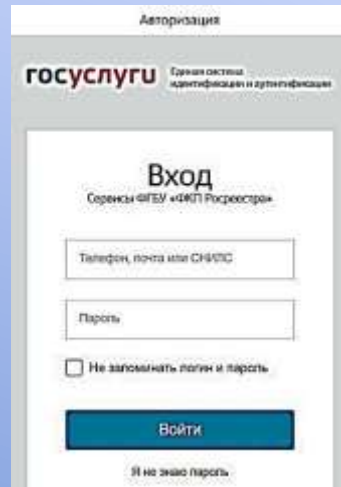 Авторизация
госуслуги
Единая система
идентификации и аутентификации
Вход
Сервисы ФГБУ «ФКП Росреестра»
Телефон, почта или СНИЛС
Пароль
Не запоминать логин и пароль
Войти
Я не знаю пароль